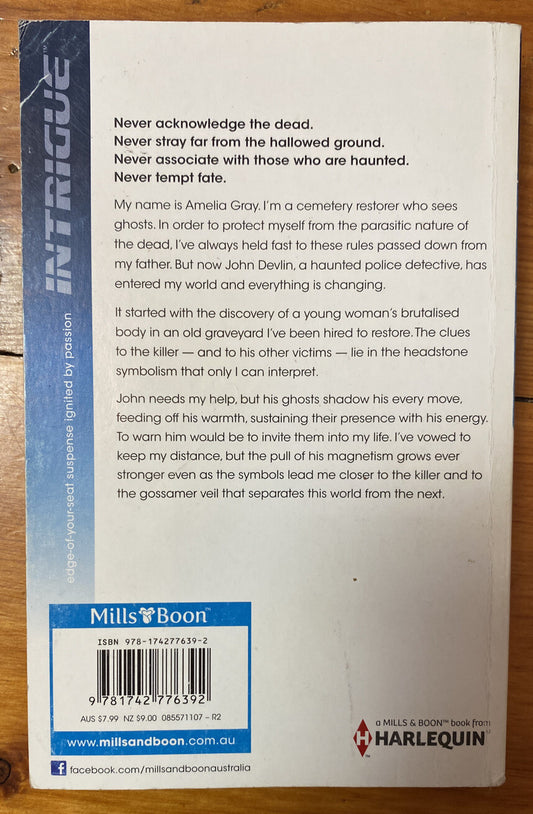 INTRIGUE™
edge-of-your-seat suspense ignited by passion
Never acknowledge the dead.
Never stray far from the hallowed ground.
Never associate with those who are haunted.
Never tempt fate.
My name is Amelia Gray. I'm a cemetery restorer who sees
ghosts. In order to protect myself from the parasitic nature of
the dead, I've always held fast to these rules passed down from
my father. But now John Devlin, a haunted police detective, has
entered my world and everything is changing.
It started with the discovery of a young woman's brutalised
body in an old graveyard I've been hired to restore. The clues
to the killer — and to his other victims — lie in the headstone
symbolism that only I can interpret.
John needs my help, but his ghosts shadow his every move,
feeding off his warmth, sustaining their presence with his energy.
To warn him would be to invite them into my life. I've vowed to
keep my distance, but the pull of his magnetism grows ever
stronger even as the symbols lead me closer to the killer and to
the gossamer veil that separates this world from the next.
Mills & Boon™
ISBN 978-174277639-2
9 781742 776392
AUS $7.99 NZ $9.00 085571107 – R2
www.millsandboon.com.au
facebook.com/millsandboonaustralia
a MILLS & BOON™ book from
HARLEQUIN™